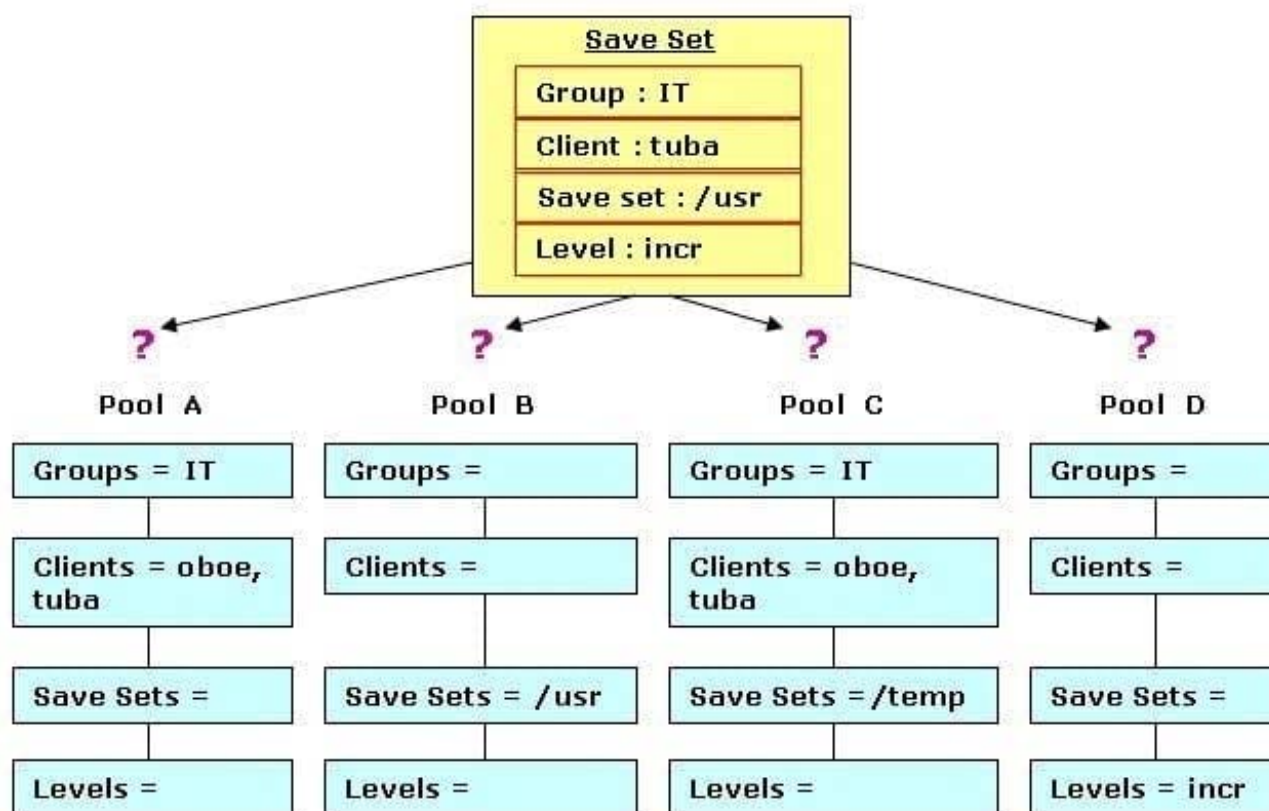 Save Set
Group : IT
Client : tuba
Save set : /usr
Level : incr
? ? ? ?
Pool A
Pool B
Pool C
Pool D
Groups = IT
Clients = oboe,
tuba
Save Sets =
Levels =
Groups =
Clients =
Save Sets = /usr
Levels =
Groups = IT
Clients = oboe,
tuba
Save Sets = /temp
Levels =
Groups =
Clients =
Save Sets =
Levels = incr